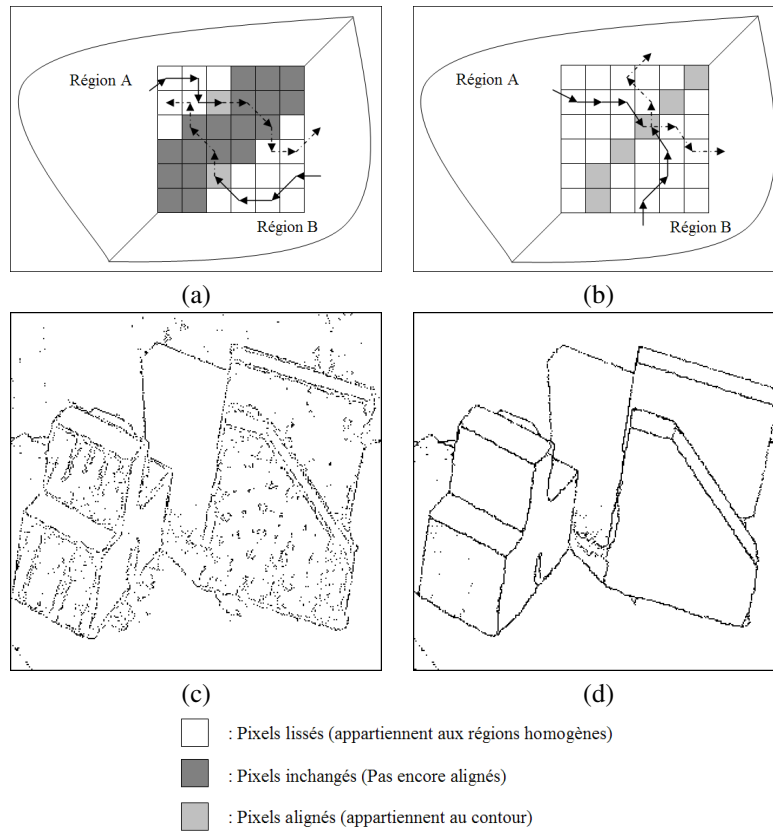 Région A
Région B
(a)
Région A
Région B
(b)
(c)
(d)
: Pixels lissés (appartiennent aux régions homogènes)
: Pixels inchangés (Pas encore alignés)
: Pixels alignés (appartiennent au contour)